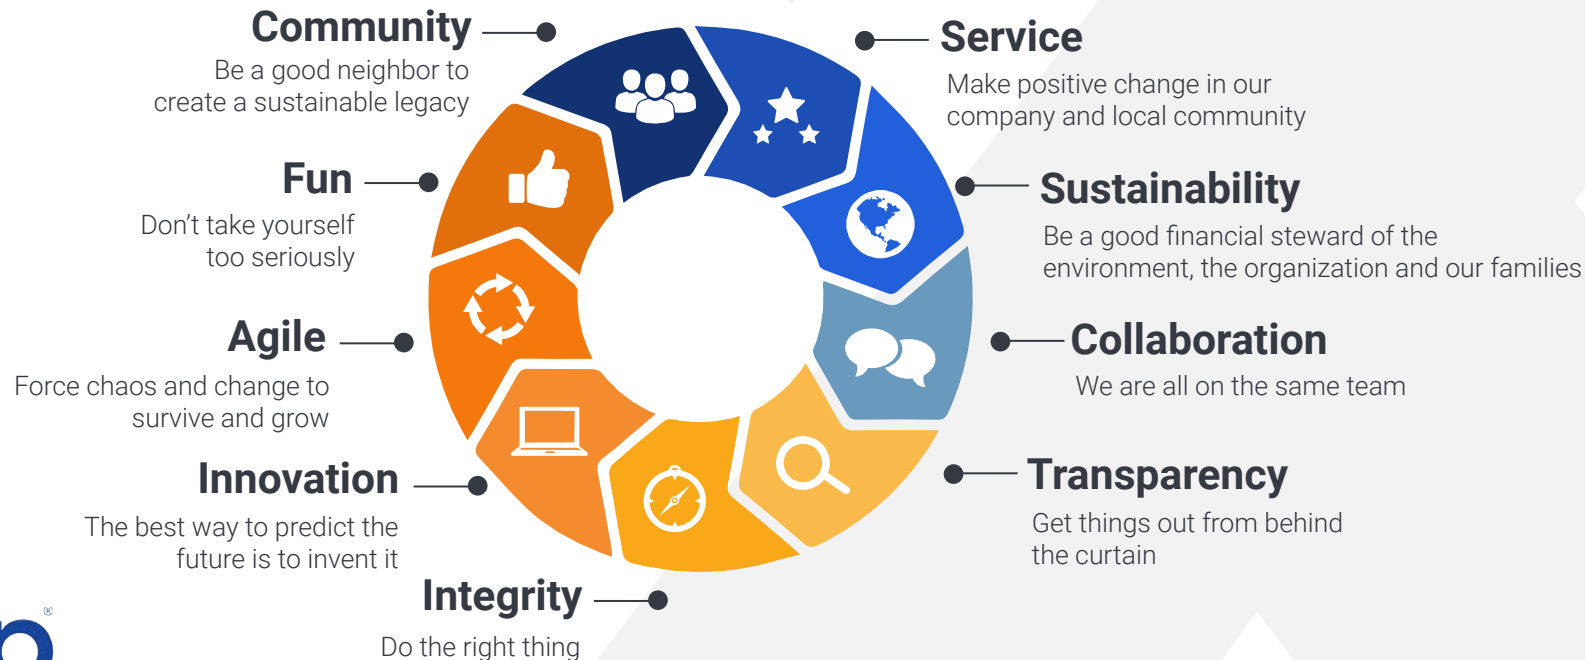 Community
Be a good neighbor to
create a sustainable legacy
Service
Make positive change in our
company and local community
Sustainability
Be a good financial steward of the
environment, the organization and our families
Collaboration
We are all on the same team
Transparency
Get things out from behind
the curtain
Integrity
Do the right thing
Innovation
The best way to predict the
future is to invent it
Agile
Force chaos and change to
survive and grow
Fun
Don’t take yourself
too seriously
®